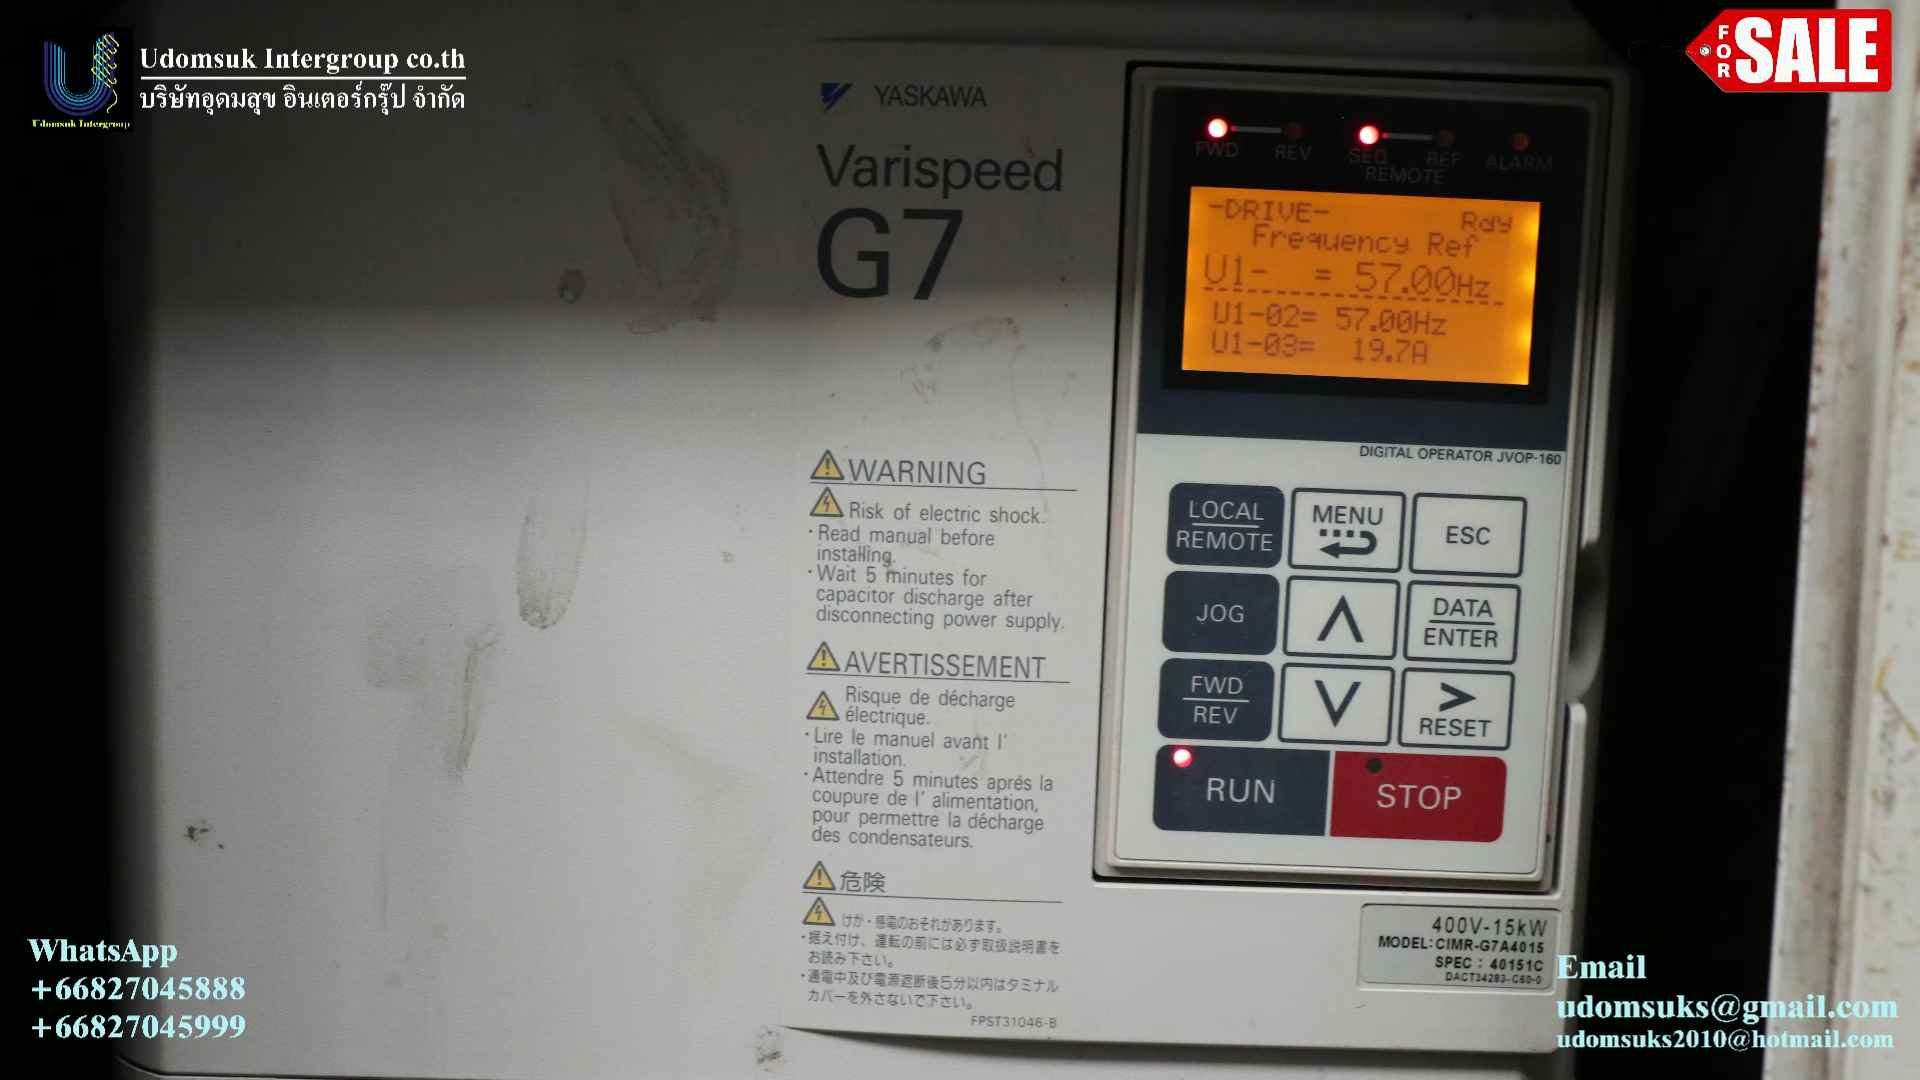 Udomsuk Intergroup co.th
บริษัทอุดมสุข อินเตอร์กรุ๊ป จำกัด
Udomsuk Intergroup
FOR SALE
YASKAWA
Varispeed
G7
FWD REV SEQ REF ALARM
REMOTE
-DRIVE- Rdy
Frequency Ref
U1- = 57.00Hz
U1-02= 57.00Hz
U1-03= 19.7A
DIGITAL OPERATOR JVOP-160
LOCAL
REMOTE
MENU
ESC
JOG
DATA
ENTER
FWD
REV
>
RESET
RUN
STOP
WARNING
Risk of electric shock.
・Read manual before
installing.
・Wait 5 minutes for
capacitor discharge after
disconnecting power supply.
AVERTISSEMENT
Risque de décharge
électrique.
・Lire le manuel avant l'
installation.
・Attendre 5 minutes après la
coupure de l' alimentation,
pour permettre la décharge
des condensateurs.
危険
けが・感電のおそれがあります。
・据え付け、運転の前には必ず取扱説明書を
お読み下さい。
・通電中及び電源遮断後5分以内はタミナル
カバーを外さないで下さい。
FPST31046-B
400V-15kW
MODEL:CIMR-G7A4015
SPEC : 40151C
DACT34283-C60-0
WhatsApp
+66827045888
+66827045999
Email
udomsuks@gmail.com
udomsuks2010@hotmail.com